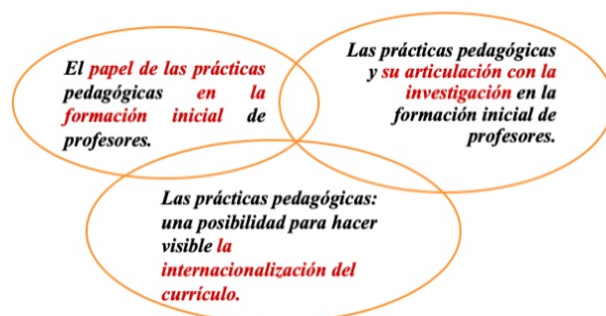 El papel de las prácticas
pedagógicas en la
formación inicial de
profesores.
Las prácticas pedagógicas
y su articulación con la
investigación en la
formación inicial de
profesores.
Las prácticas pedagógicas:
una posibilidad para hacer
visible la
internacionalización del
currículo.